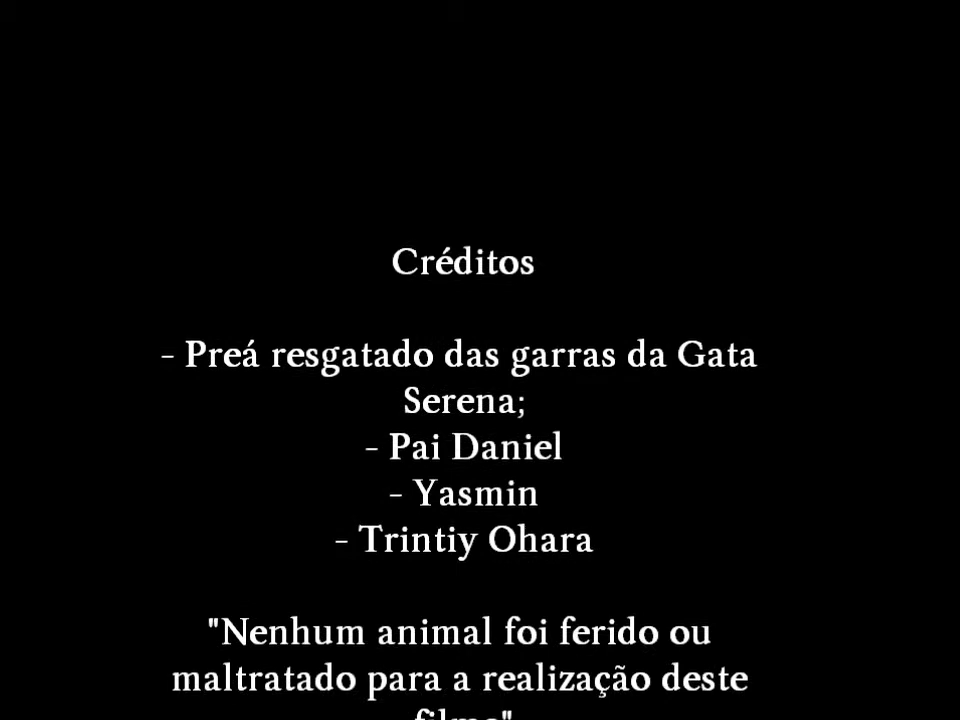 Créditos
- Preá resgatado das garras da Gata
Serena;
- Pai Daniel
- Yasmin
- Trintiy Ohara
"Nenhum animal foi ferido ou
maltratado para a realização deste
filme"